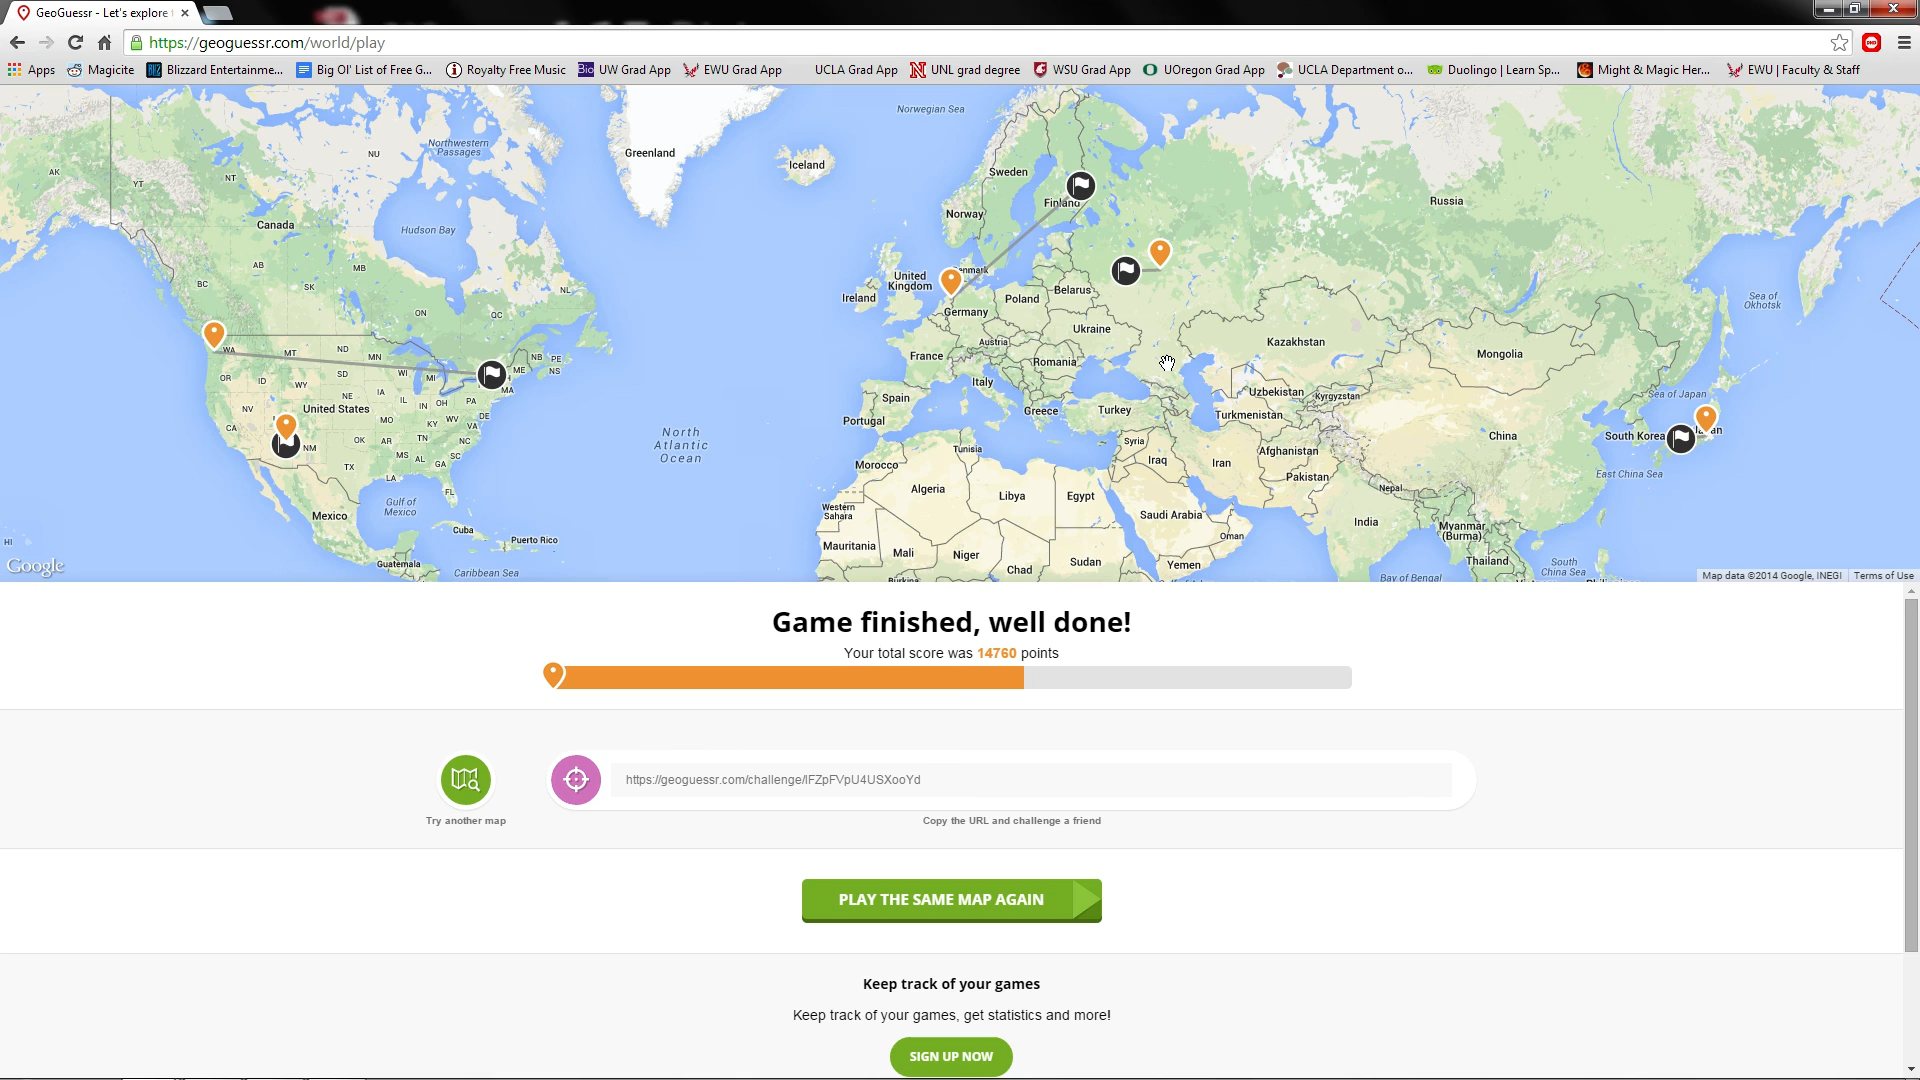 GeoGuessr - Let's explore
https://geoguessr.com/world/play
Apps Magicite Blizzard Entertainme... Big Ol' List of Free G... Royalty Free Music UW Grad App EWU Grad App UCLA Grad App UNL grad degree WSU Grad App UOregon Grad App UCLA Department o... Duolingo | Learn Sp... Might & Magic Her... EWU | Faculty & Staff
Norwegian Sea
Northwestern
Passages
NU
Greenland
Iceland
AK
YT
NT
Sweden
Finland
Russia
Norway
Canada
Hudson Bay
AB
MB
BC
SK
NL
ON
QC
United
Kingdom
Ireland
Denmark
Belarus
Poland
Germany
Ukraine
Sea of
Okhotsk
Austria
France
Romania
Kazakhstan
Mongolia
WA
MT
ND
MN
NB
PE
NS
ME
OR
ID
SD
WY
WI
MI
MA
Italy
Spain
Portugal
Greece
Turkey
Uzbekistan
Kyrgyzstan
Turkmenistan
Sea of Japan
Japan
South Korea
China
NV
United States
NE
IA
IL
IN
OH
PA
CA
MO
KY
WV
VA
DE
NM
OK
AR
TN
NC
TX
MS
AL
GA
SC
LA
FL
North
Atlantic
Ocean
Syria
Iraq
Iran
Afghanistan
Pakistan
Nepal
East China Sea
Tunisia
Morocco
Algeria
Libya
Egypt
Western
Sahara
Saudi Arabia
Oman
India
Myanmar
(Burma)
Gulf of
Mexico
Mexico
Cuba
Puerto Rico
Guatemala
Caribbean Sea
HI
Mauritania
Mali
Niger
Chad
Sudan
Yemen
Thailand
South
China Sea
Bay of Bengal
Google
Map data ©2014 Google, INEGI Terms of Use
Game finished, well done!
Your total score was 14760 points
https://geoguessr.com/challenge/lFZpFVpU4USXooYd
Try another map
Copy the URL and challenge a friend
PLAY THE SAME MAP AGAIN
Keep track of your games
Keep track of your games, get statistics and more!
SIGN UP NOW